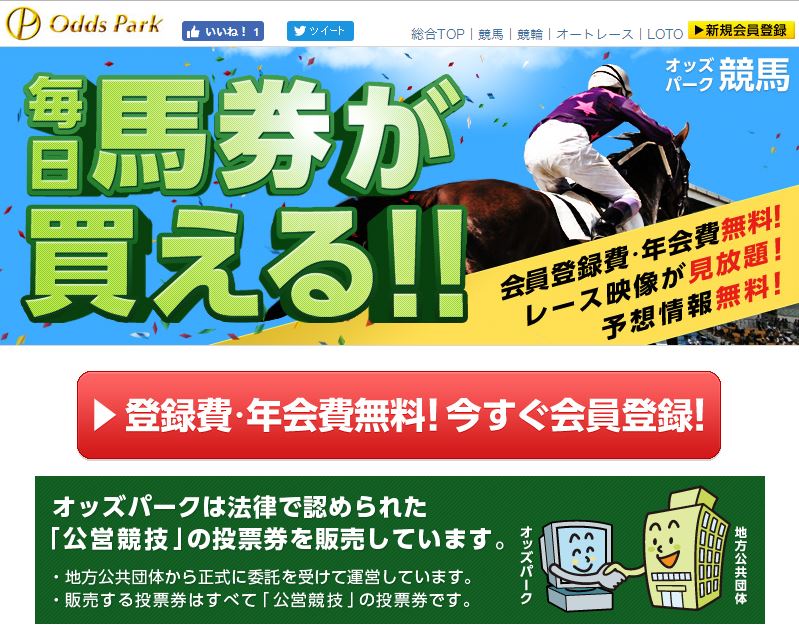 Odds Park
いいね！ 1
ツイート
総合TOP｜競馬｜競輪｜オートレース｜LOTO
▶新規会員登録
オッズ
パーク 競馬
毎日 馬券が
買える!!
会員登録費・年会費無料!
レース映像が見放題!
予想情報無料!
▶登録費・年会費無料!今すぐ会員登録!
オッズパークは法律で認められた
「公営競技」の投票券を販売しています。
・地方公共団体から正式に委託を受けて運営しています。
・販売する投票券はすべて「公営競技」の投票券です。
オッズパーク
地方公共団体